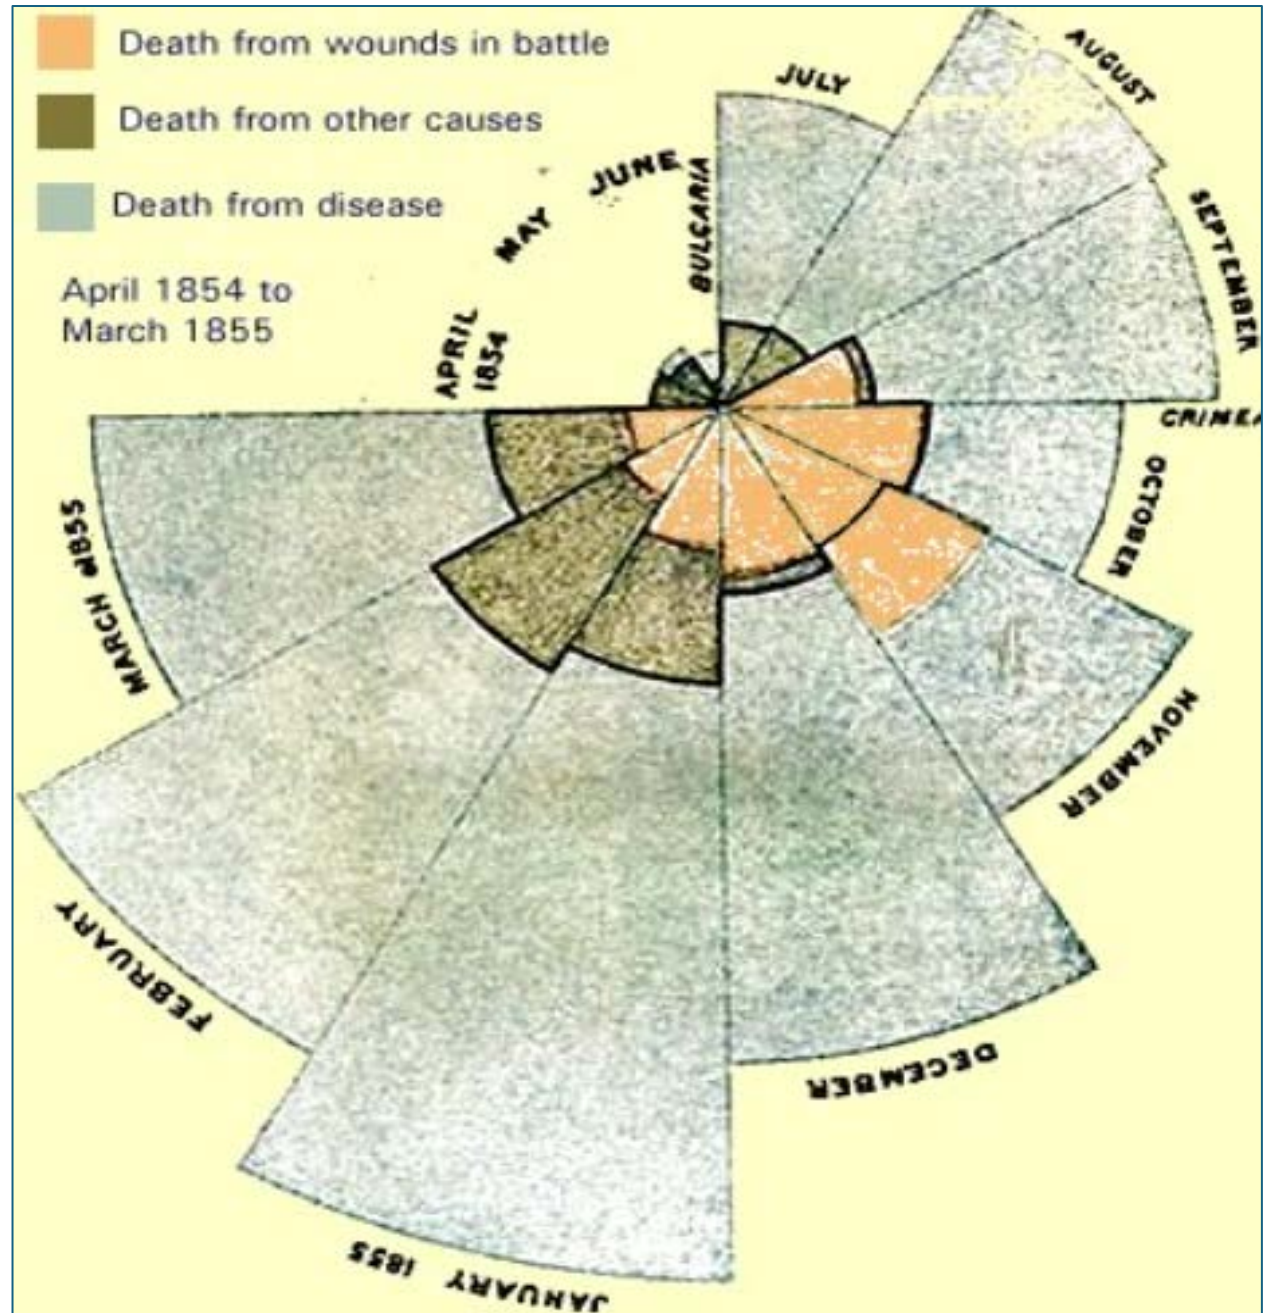 Death from wounds in battle
Death from other causes
Death from disease
April 1854 to
March 1855
APRIL
1854
MAY
JUNE
BULGARIA
JULY
AUGUST
SEPTEMBER
CRIMEA
OCTOBER
NOVEMBER
DECEMBER
JANUARY 1855
FEBRUARY
MARCH 1855